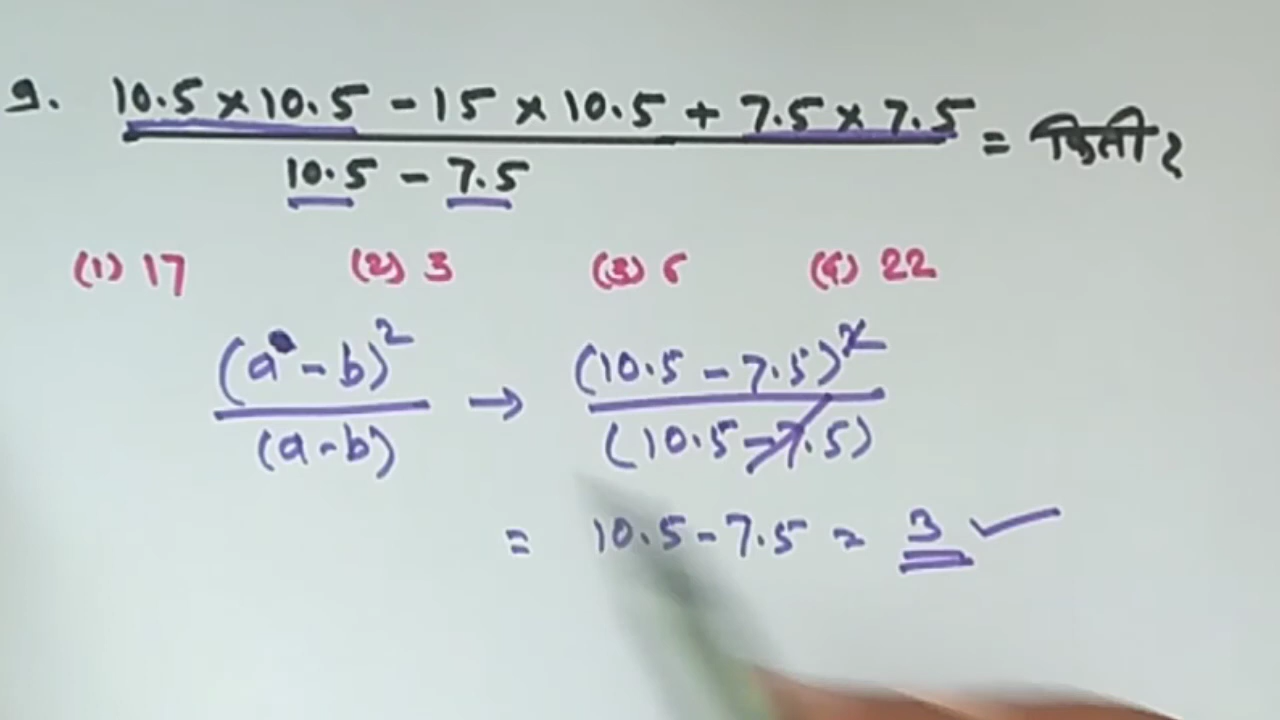 9. 10.5 × 10.5 - 15 × 10.5 + 7.5 × 7.5 = किती?
10.5 - 7.5
(1) 17 (2) 3 (3) 6 (4) 22
(a - b)² → (10.5 - 7.5)²
(a - b) (10.5 - 7.5)
= 10.5 - 7.5 = 3 ✓